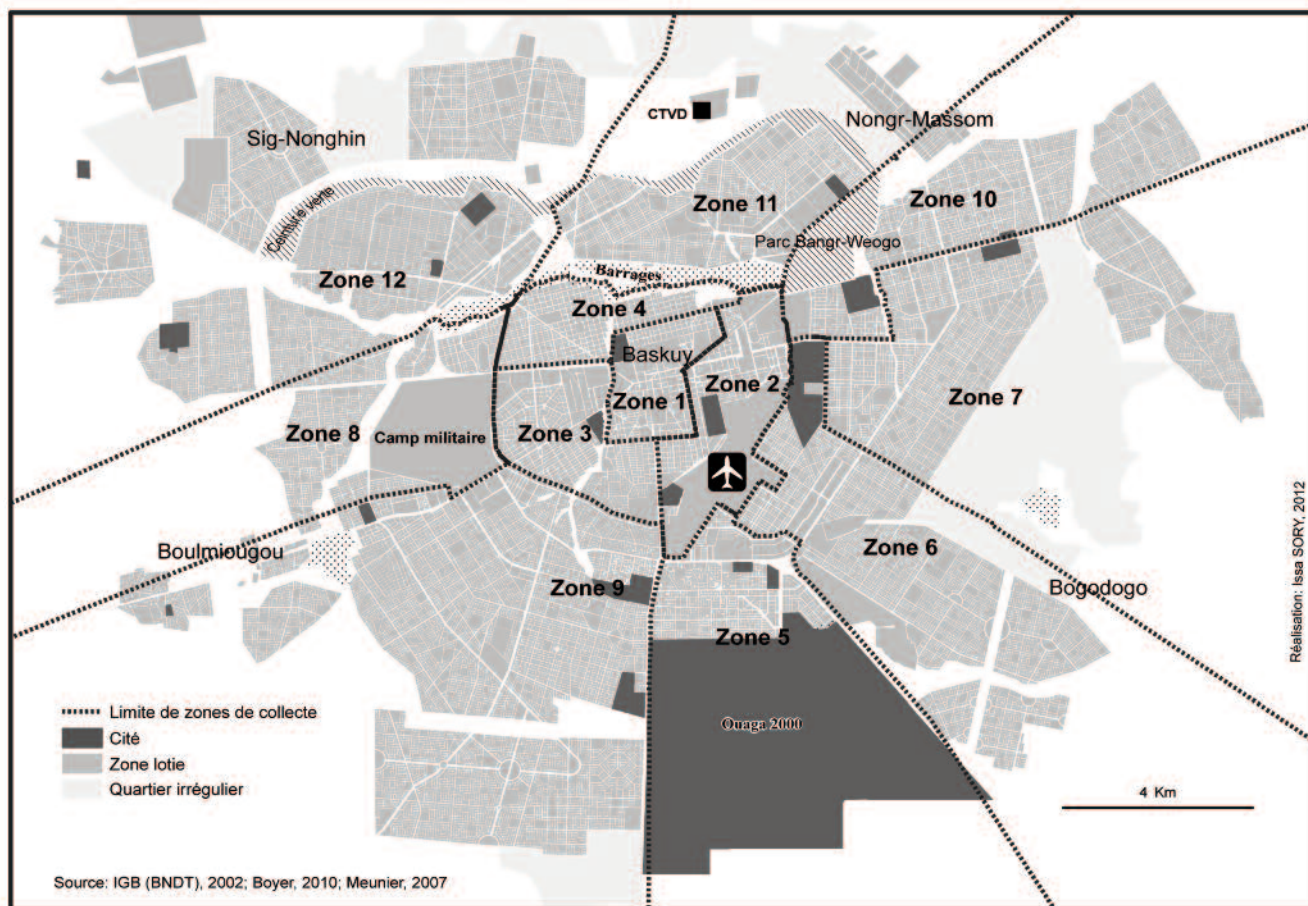 CTVD
Nongr-Massom
Sig-Nonghin
Ceinture verte
Zone 11
Zone 10
Parc Bangr-Weogo
Barrages
Zone 12
Zone 4
Baskuy
Zone 2
Zone 1
Zone 7
Zone 8
Camp militaire
Zone 3
Boulmiougou
Zone 6
Zone 9
Bogodogo
Zone 5
Ouaga 2000
Limite de zones de collecte
Cité
Zone lotie
Quartier irrégulier
4 Km
Source: IGB (BNDT), 2002; Boyer, 2010; Meunier, 2007
Réalisation: Issa SORY, 2012